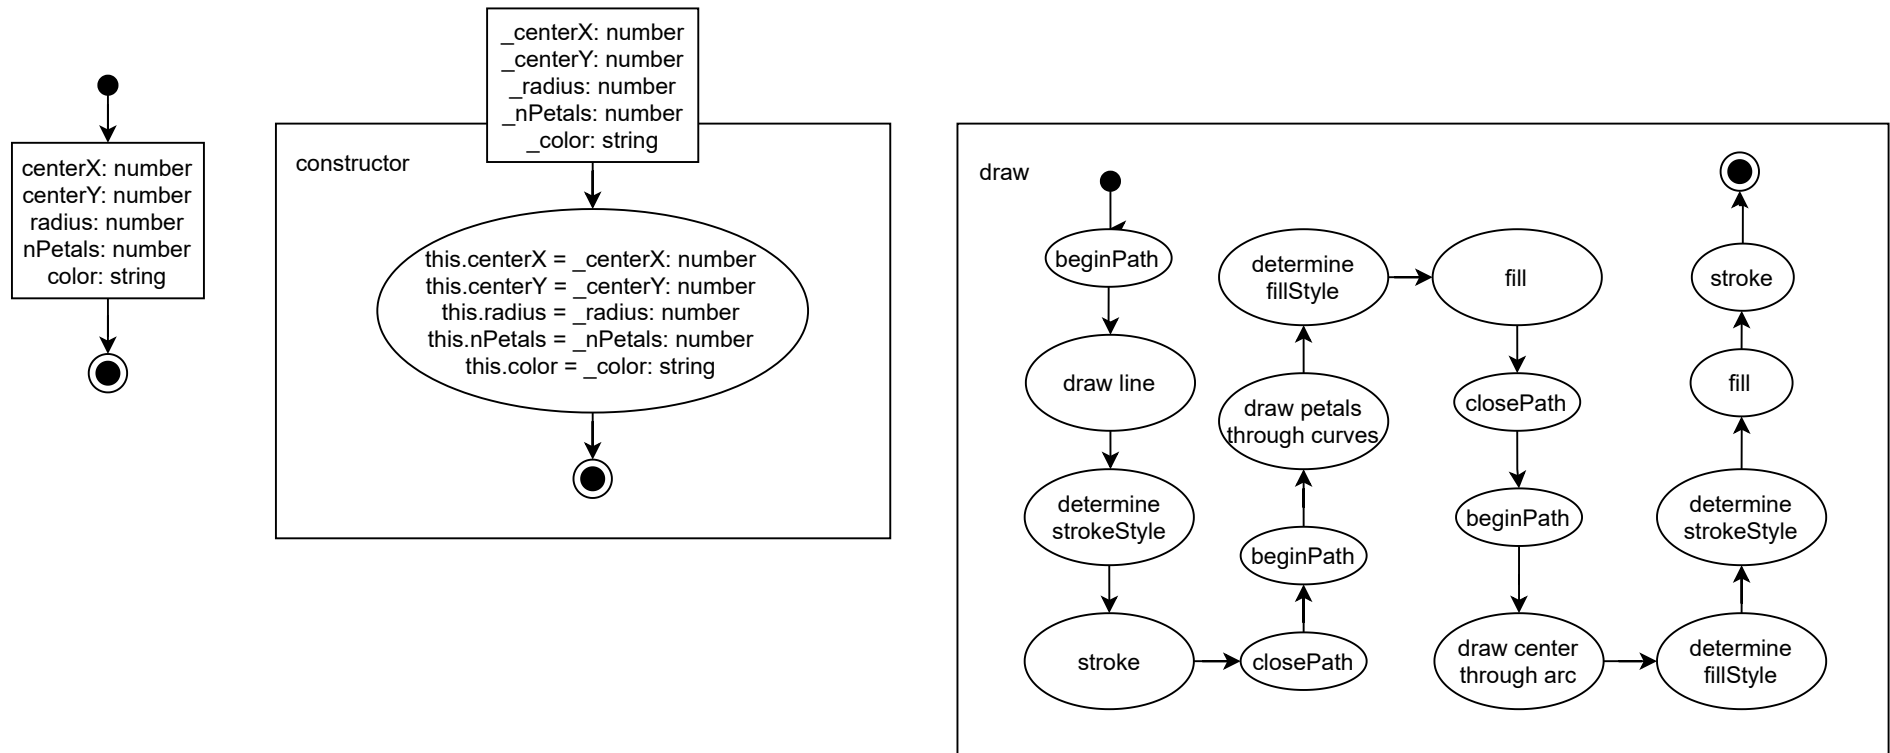 centerX: number
centerY: number
radius: number
nPetals: number
color: string
constructor
_centerX: number
_centerY: number
_radius: number
_nPetals: number
_color: string
this.centerX = _centerX: number
this.centerY = _centerY: number
this.radius = _radius: number
this.nPetals = _nPetals: number
this.color = _color: string
draw
beginPath
draw line
determine
strokeStyle
stroke
closePath
beginPath
draw petals
through curves
determine
fillStyle
fill
closePath
beginPath
draw center
through arc
determine
fillStyle
determine
strokeStyle
fill
stroke